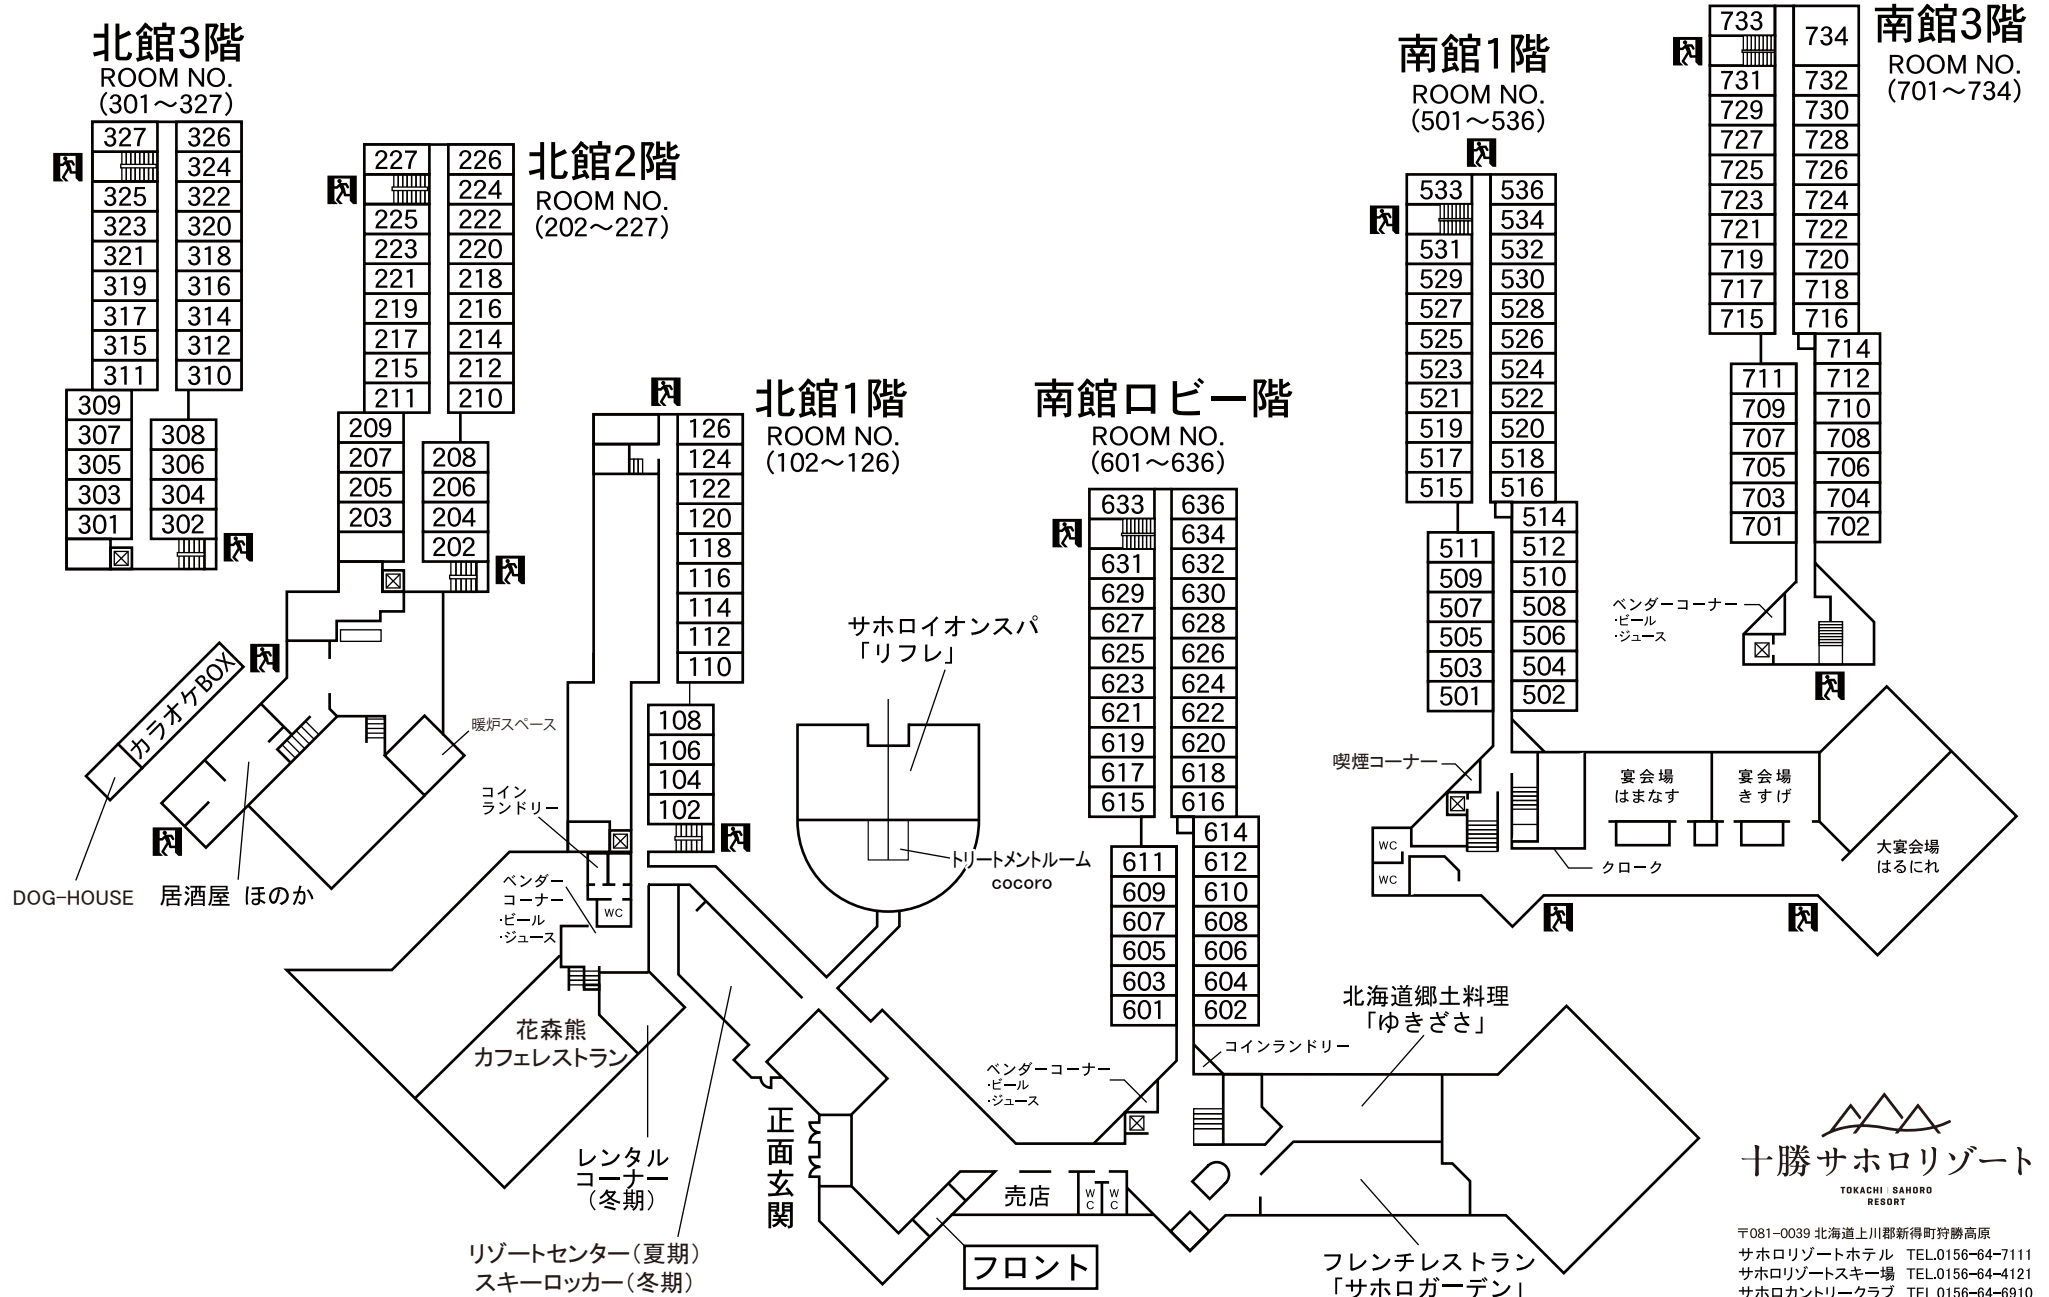 北館3階
ROOM NO.
(301〜327)
327 326
324
325 322
323 320
321 318
319 316
317 314
315 312
311 310
309
307 308
305 306
303 304
301 302
北館2階
ROOM NO.
(202〜227)
227 226
224
225 222
223 220
221 218
219 216
217 214
215 212
211 210
209
207 208
205 206
203 204
202
カラオケBOX
DOG-HOUSE
居酒屋 ほのか
暖炉スペース
北館1階
ROOM NO.
(102〜126)
126
124
122
120
118
116
114
112
110
108
106
104
102
コイン
ランドリー
ベンダー
コーナー
・ビール
・ジュース
WC
花森熊
カフェレストラン
レンタル
コーナー
(冬期)
リゾートセンター(夏期)
スキーロッカー(冬期)
正面玄関
サホロイオンスパ
「リフレ」
トリートメントルーム
cocoro
南館ロビー階
ROOM NO.
(601〜636)
633 636
634
631 632
629 630
627 628
625 626
623 624
621 622
619 620
617 618
615 616
614
611 612
609 610
607 608
605 606
603 604
601 602
コインランドリー
ベンダーコーナー
・ビール
・ジュース
売店
WC
WC
フロント
北海道郷土料理
「ゆきざさ」
フレンチレストラン
「サホロガーデン」
南館1階
ROOM NO.
(501〜536)
533 536
534
531 532
529 530
527 528
525 526
523 524
521 522
519 520
517 518
515 516
514
511 512
509 510
507 508
505 506
503 504
501 502
喫煙コーナー
WC
WC
クローク
宴会場
はまなす
宴会場
きすげ
大宴会場
はるにれ
南館3階
ROOM NO.
(701〜734)
733 734
731 732
729 730
727 728
725 726
723 724
721 722
719 720
717 718
715 716
714
711 712
709 710
707 708
705 706
703 704
701 702
ベンダーコーナー
・ビール
・ジュース
十勝サホロリゾート
TOKACHI SAHORO
RESORT
〒081-0039 北海道上川郡新得町狩勝高原
サホロリゾートホテル TEL.0156-64-7111
サホロリゾートスキー場 TEL.0156-64-4121
サホロカントリークラブ TEL.0156-64-6910